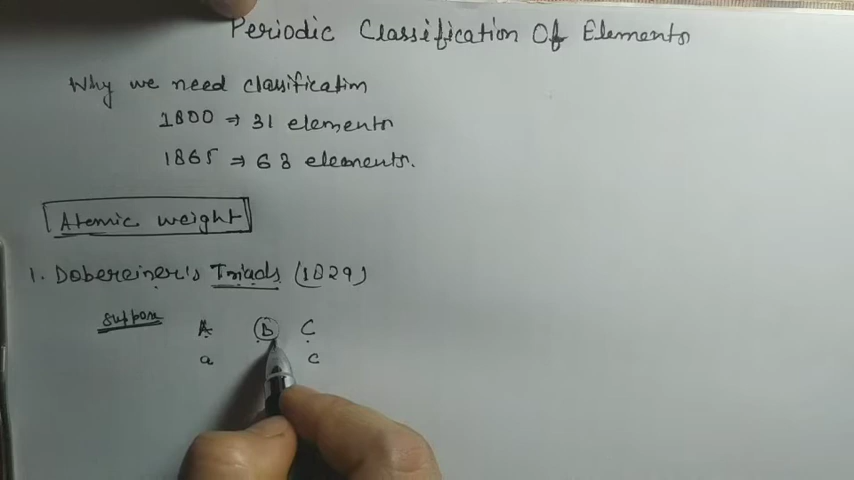 Periodic Classification Of Elements
Why we need classification
1800 ⇒ 31 elements
1865 ⇒ 63 elements.
Atomic weight
1. Dobereiner's Triads (1829)
Suppose A B C
a c